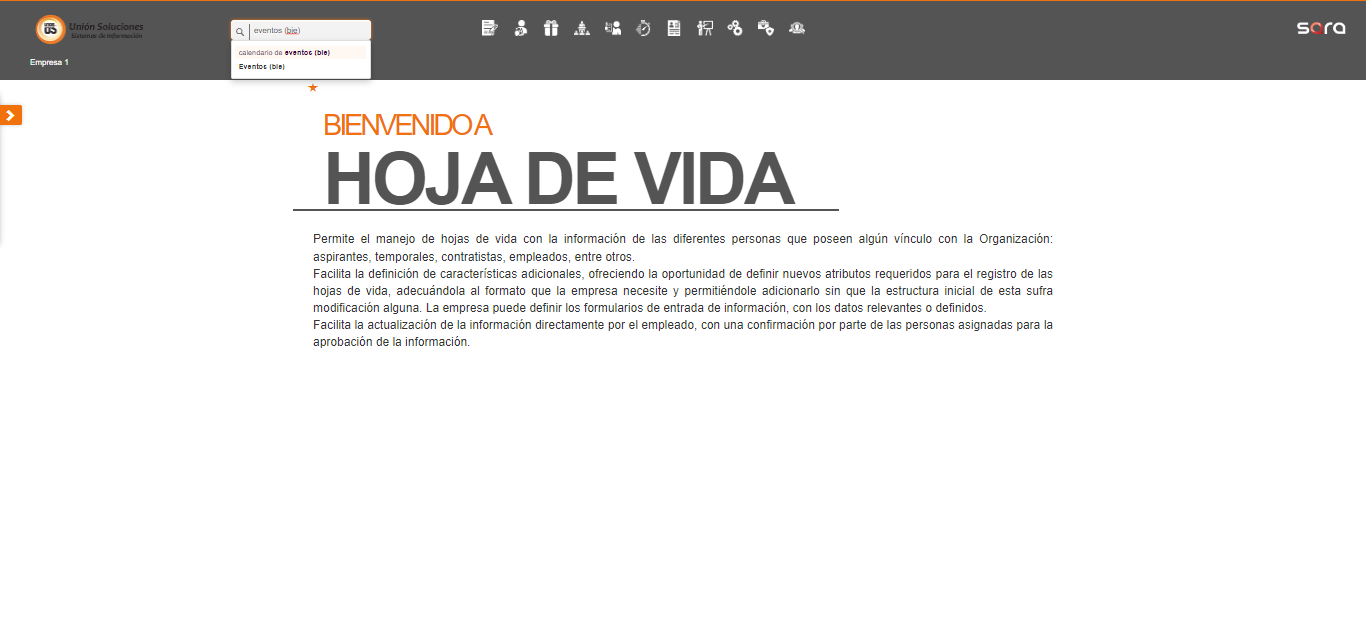 Unión Soluciones
Sistemas de Información
eventos (bie)
sora
calendario de eventos (bie)
Empresa 1
Eventos (bie)
BIENVENIDO A
HOJA DE VIDA
Permite el manejo de hojas de vida con la información de las diferentes personas que poseen algún vínculo con la Organización:
aspirantes, temporales, contratistas, empleados, entre otros.
Facilita la definición de características adicionales, ofreciendo la oportunidad de definir nuevos atributos requeridos para el registro de las
hojas de vida, adecuándola al formato que la empresa necesite y permitiéndole adicionarlo sin que la estructura inicial de esta sufra
modificación alguna. La empresa puede definir los formularios de entrada de información, con los datos relevantes o definidos.
Facilita la actualización de la información directamente por el empleado, con una confirmación por parte de las personas asignadas para la
aprobación de la información.